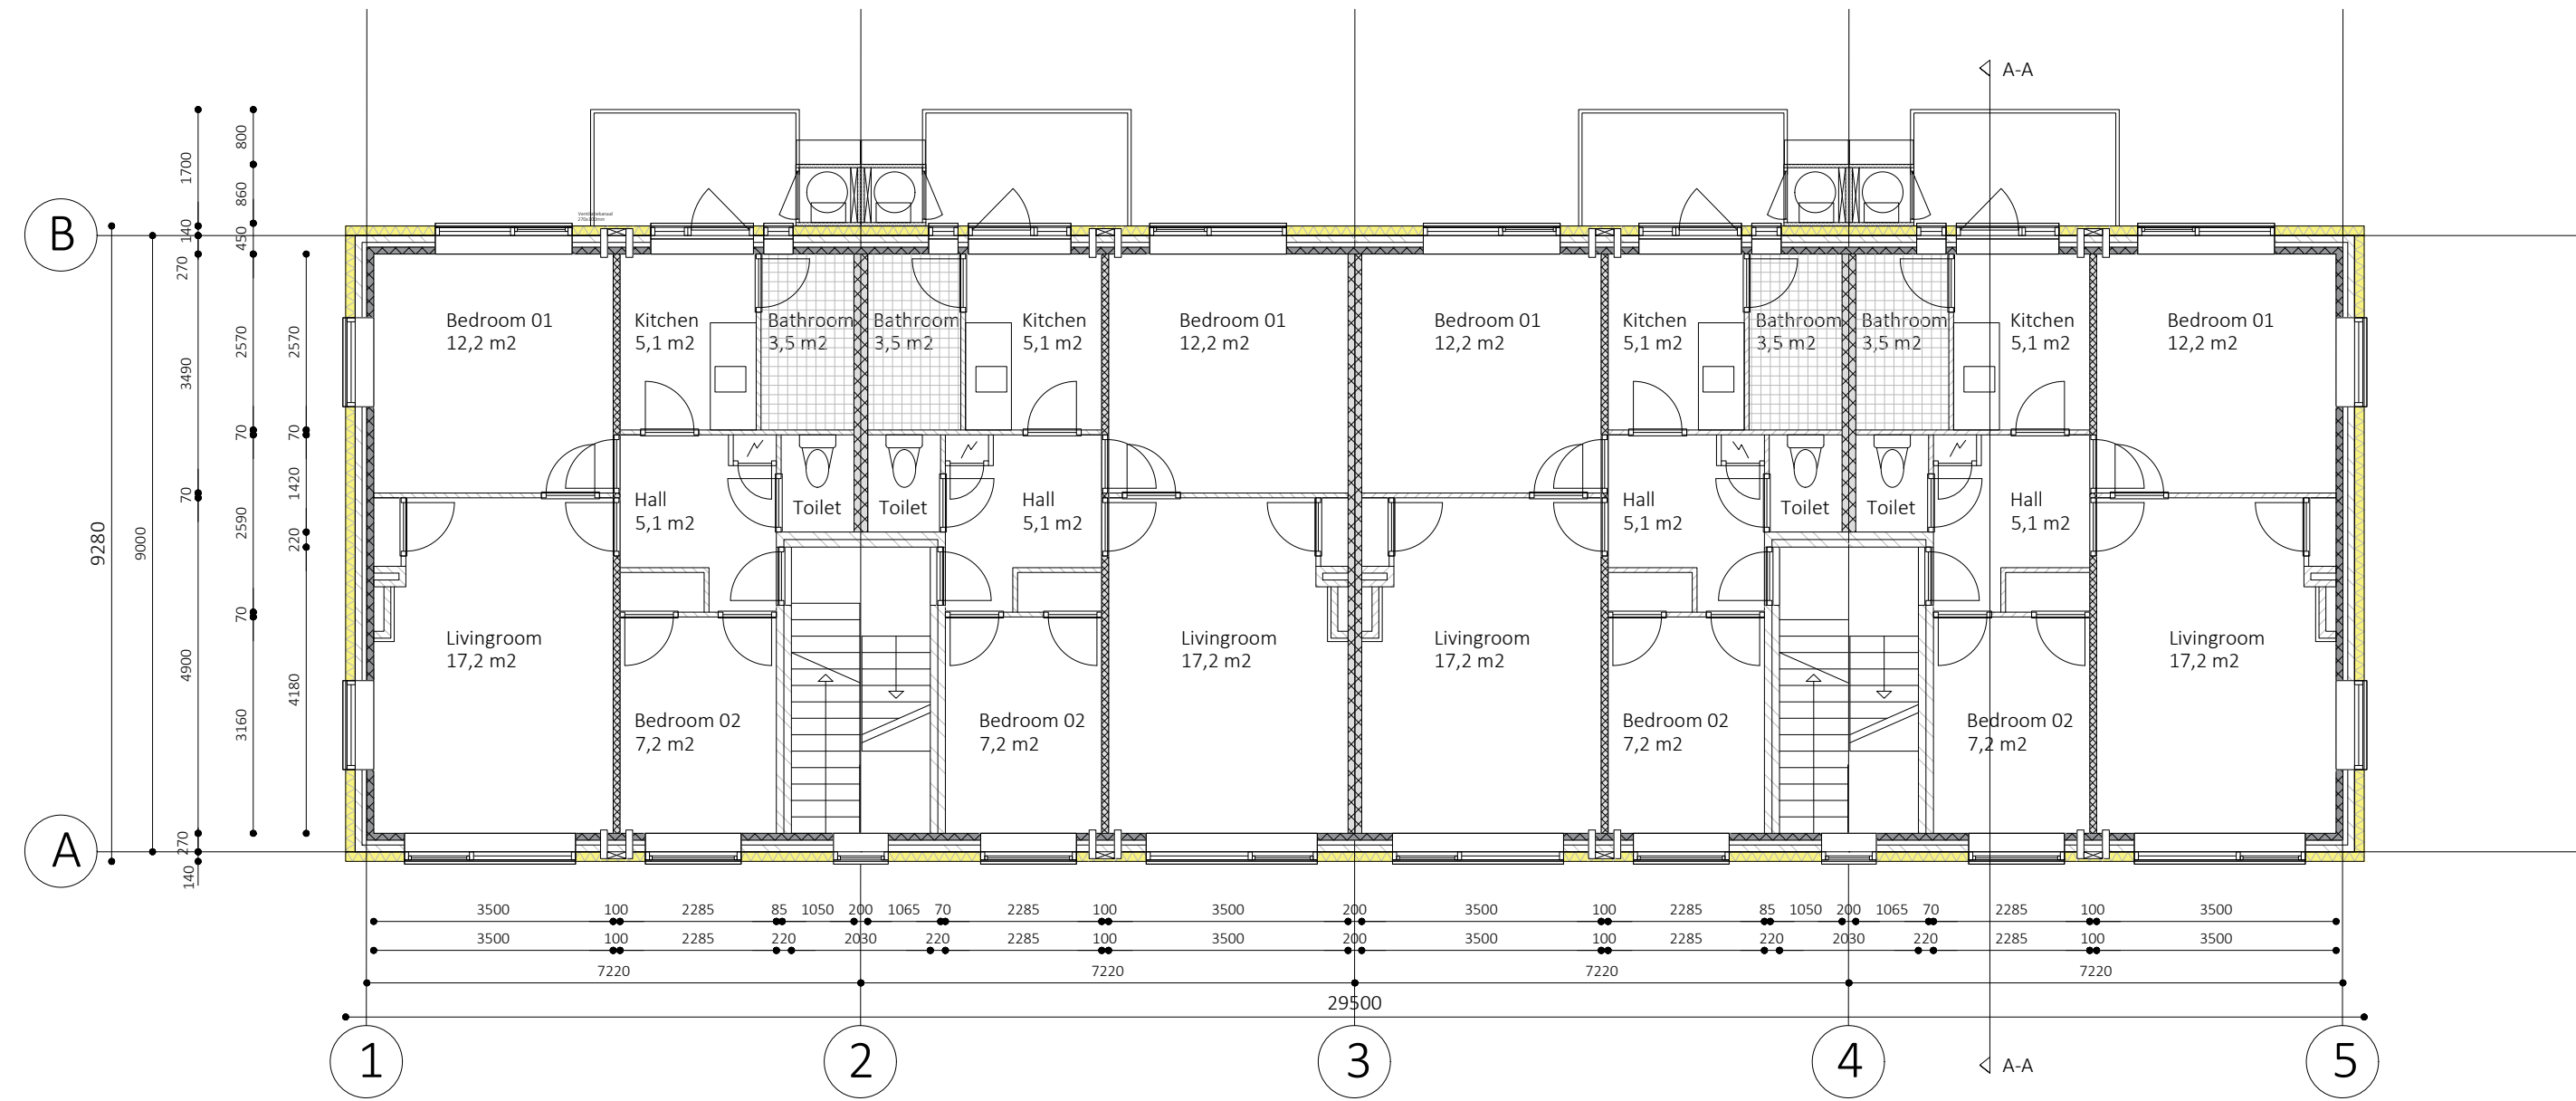 A-A
B
Bedroom 01
12,2 m2
Kitchen
5,1 m2
Bathroom
3,5 m2
Bathroom
3,5 m2
Kitchen
5,1 m2
Bedroom 01
12,2 m2
Bedroom 01
12,2 m2
Kitchen
5,1 m2
Bathroom
3,5 m2
Bathroom
3,5 m2
Kitchen
5,1 m2
Bedroom 01
12,2 m2
Hall
5,1 m2
Toilet
Toilet
Hall
5,1 m2
Hall
5,1 m2
Toilet
Toilet
Hall
5,1 m2
Livingroom
17,2 m2
Livingroom
17,2 m2
Livingroom
17,2 m2
Livingroom
17,2 m2
Bedroom 02
7,2 m2
Bedroom 02
7,2 m2
Bedroom 02
7,2 m2
Bedroom 02
7,2 m2
A
9280
9000
1700
140
270
3490
70
4900
270
140
800
860
450
2570
70
2590
70
3160
2570
70
1420
220
4180
3500 100 2285 85 1050 200 1065 70 2285 100 3500 200 3500 100 2285 85 1050 200 1065 70 2285 100 3500
3500 100 2285 220 2030 220 2285 100 3500 200 3500 100 2285 220 2030 220 2285 100 3500
7220 7220 7220 7220
29500
1 2 3 4 5
A-A